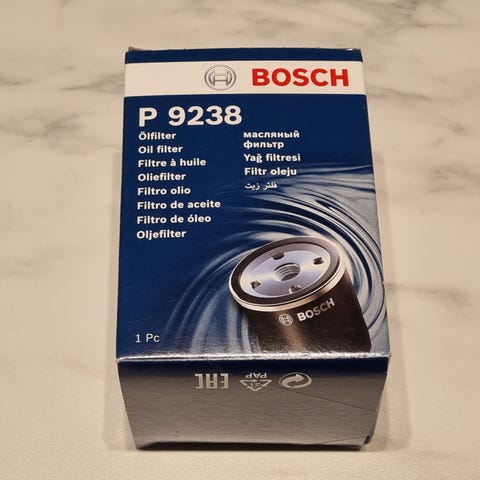 BOSCH
P 9238
Ölfilter
Oil filter
Filtre à huile
Oliefilter
Filtro olio
Filtro de aceite
Filtro de óleo
Oljefilter
масляный
фильтр
Yağ filtresi
Filtr oleju
فلتر زيت
BOSCH
1 Pc
EAC
PAP